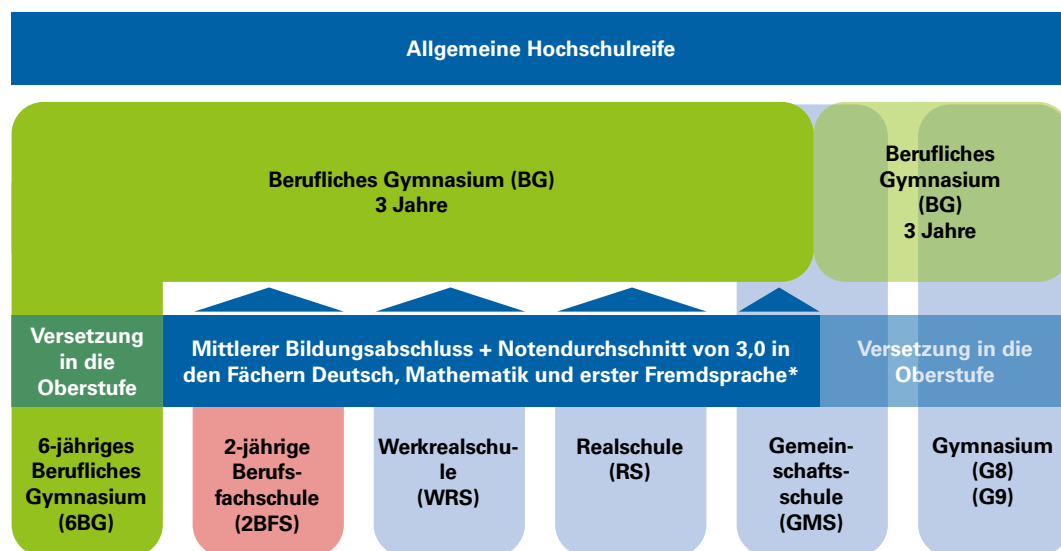 Allgemeine Hochschulreife
Berufliches Gymnasium (BG)
3 Jahre
Berufliches
Gymnasium
(BG)
3 Jahre
Versetzung
in die
Oberstufe
Mittlerer Bildungsabschluss + Notendurchschnitt von 3,0 in
den Fächern Deutsch, Mathematik und erster Fremdsprache*
Versetzung in die
Oberstufe
6-jähriges
Berufliches
Gymnasium
(6BG)
2-jährige
Berufs-
fachschule
(2BFS)
Werkrealschu-
le
(WRS)
Realschule
(RS)
Gemein-
schafts-
schule
(GMS)
Gymnasium
(G8)
(G9)